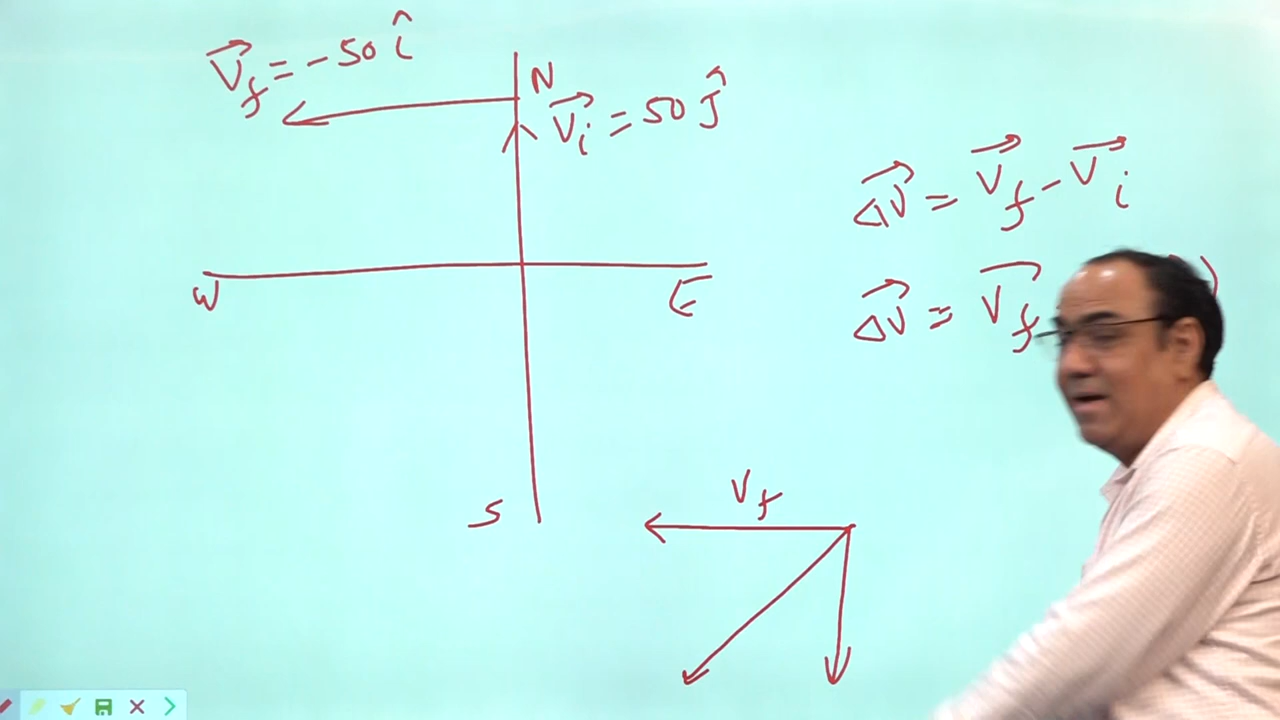 V⃗f = -50 î
N
V⃗i = 50 ĵ
W
E
S
ΔV⃗ = V⃗f - V⃗i
ΔV⃗ = V⃗f )
Vf